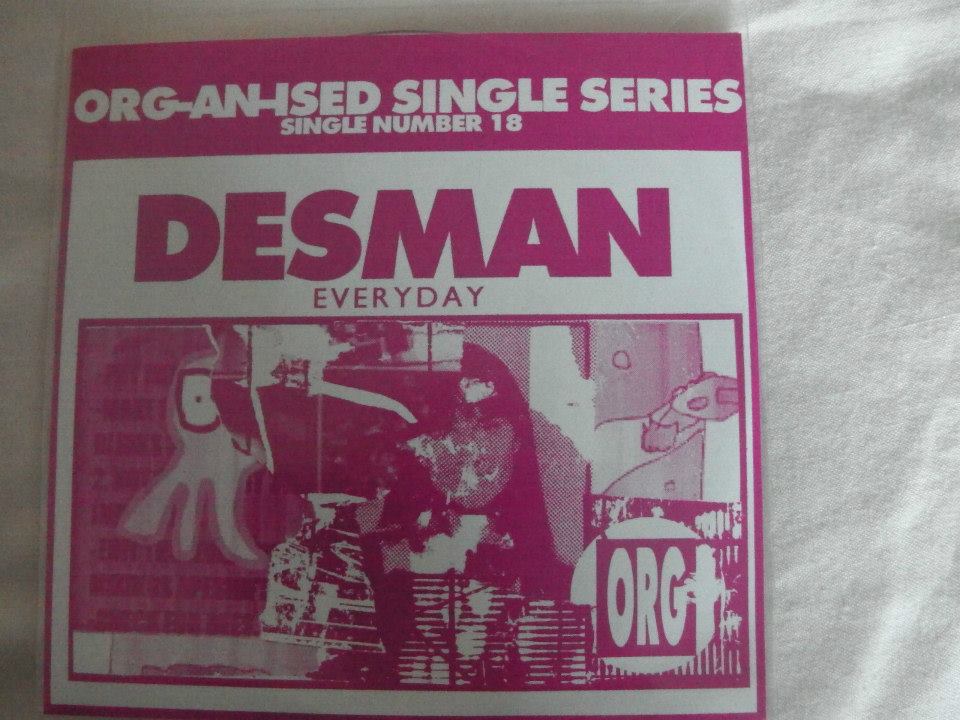 ORG-AN-ISED SINGLE SERIES
SINGLE NUMBER 18
DESMAN
EVERYDAY
ORG